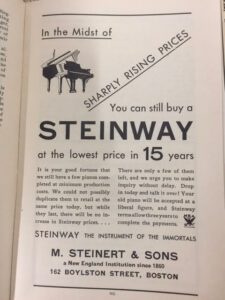 In the Midst of
SHARPLY RISING PRICES
You can still buy a
STEINWAY
at the lowest price in 15 years
It is your good fortune that
we still have a few pianos com-
pleted at minimum production
costs. We could not possibly
duplicate them to retail at the
same price today, but while
they last, there will be no in-
crease in Steinway prices. . . .
There are only a few of them
left, and we urge you to make
inquiry without delay. Drop
in today and talk it over! Your
old piano will be accepted at a
liberal figure, and Steinway
terms allow three years to
complete the payments.
STEINWAY THE INSTRUMENT OF THE IMMORTALS
M. STEINERT & SONS
a New England Institution since 1860
162 BOYLSTON STREET, BOSTON